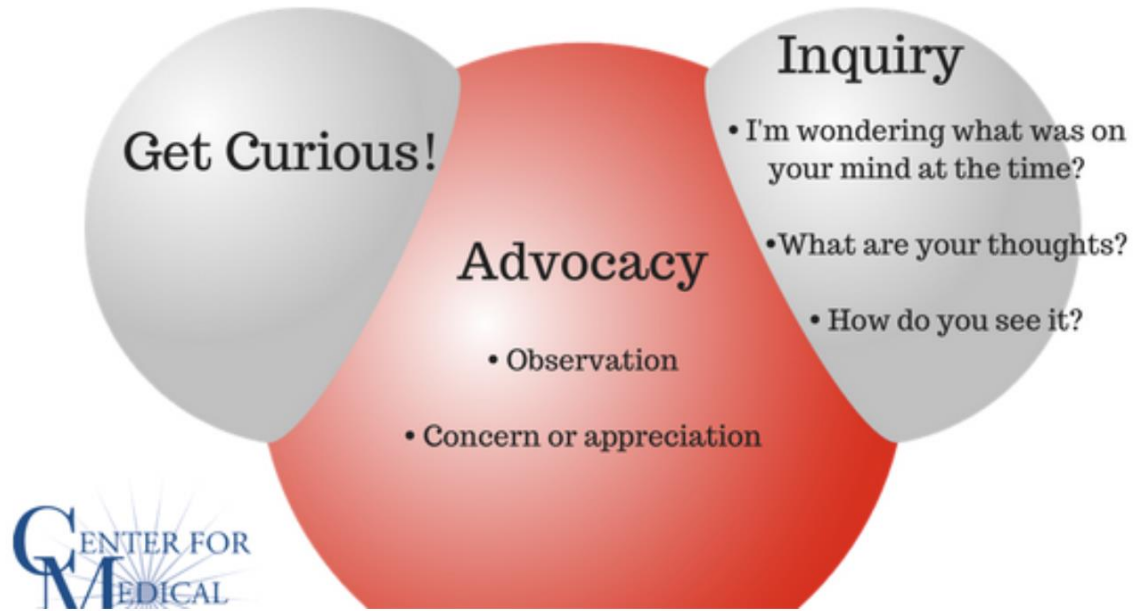 Get Curious!
Advocacy
• Observation
• Concern or appreciation
Inquiry
• I'm wondering what was on
your mind at the time?
•What are your thoughts?
• How do you see it?
CENTER FOR
MEDICAL